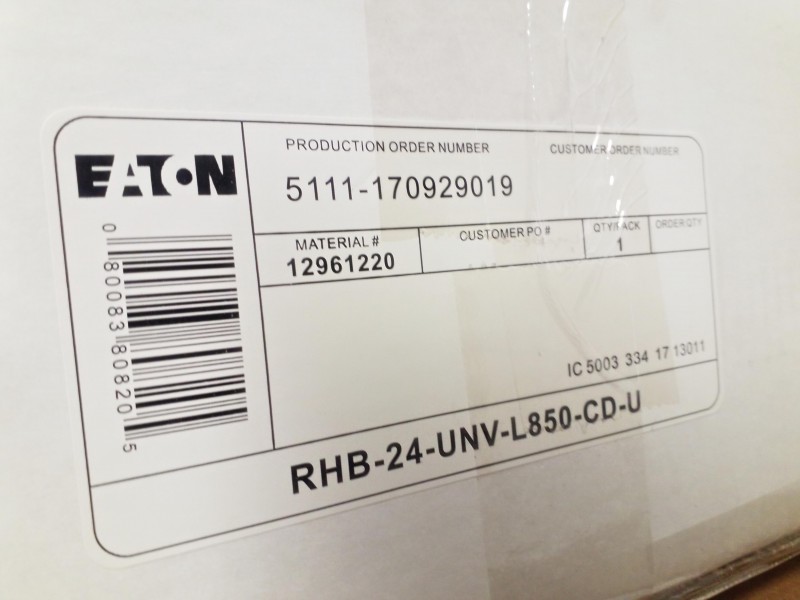 EATON
PRODUCTION ORDER NUMBER
CUSTOMER ORDER NUMBER
5111-170929019
MATERIAL #
CUSTOMER PO #
QTY/PACK
ORDER QTY
12961220
1
0 80083 80820 5
IC 5003 334 17 13011
RHB-24-UNV-L850-CD-U